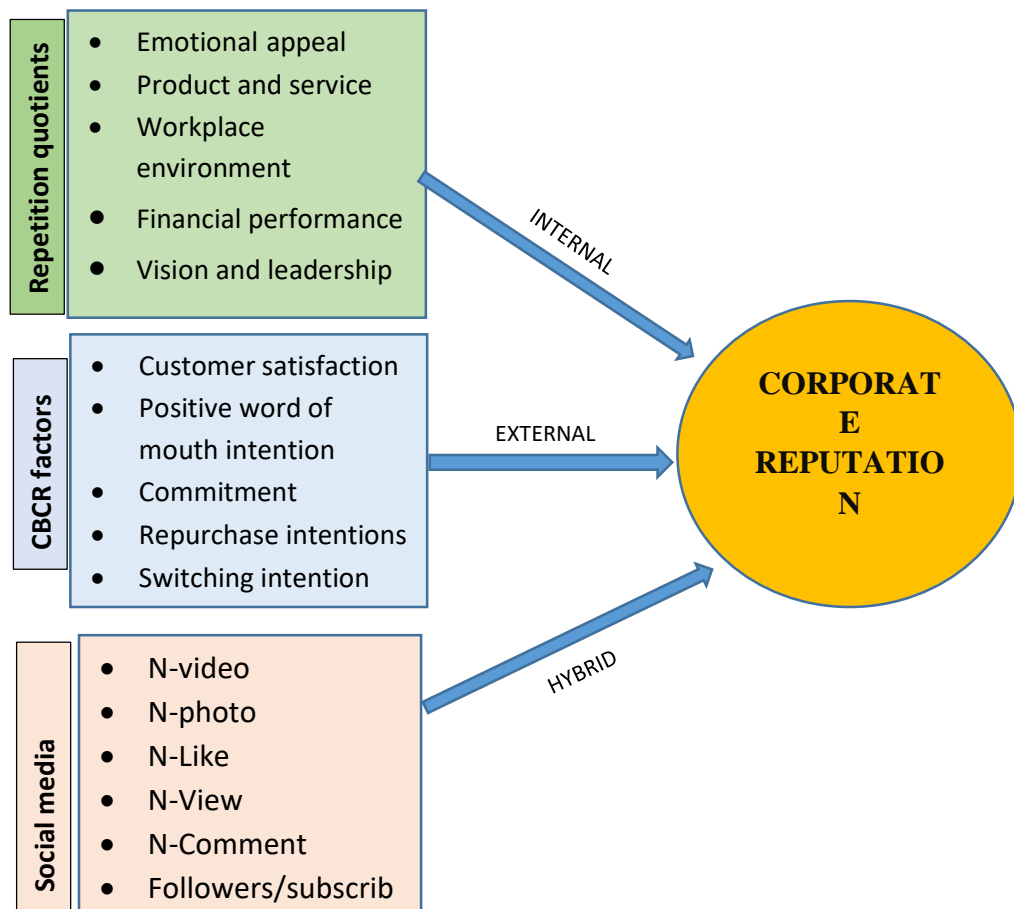 Repetition quotients
• Emotional appeal
• Product and service
• Workplace
environment
• Financial performance
• Vision and leadership
INTERNAL
CBCR factors
• Customer satisfaction
• Positive word of
mouth intention
• Commitment
• Repurchase intentions
• Switching intention
EXTERNAL
Social media
• N-video
• N-photo
• N-Like
• N-View
• N-Comment
• Followers/subscrib
HYBRID
CORPORAT
E
REPUTATIO
N